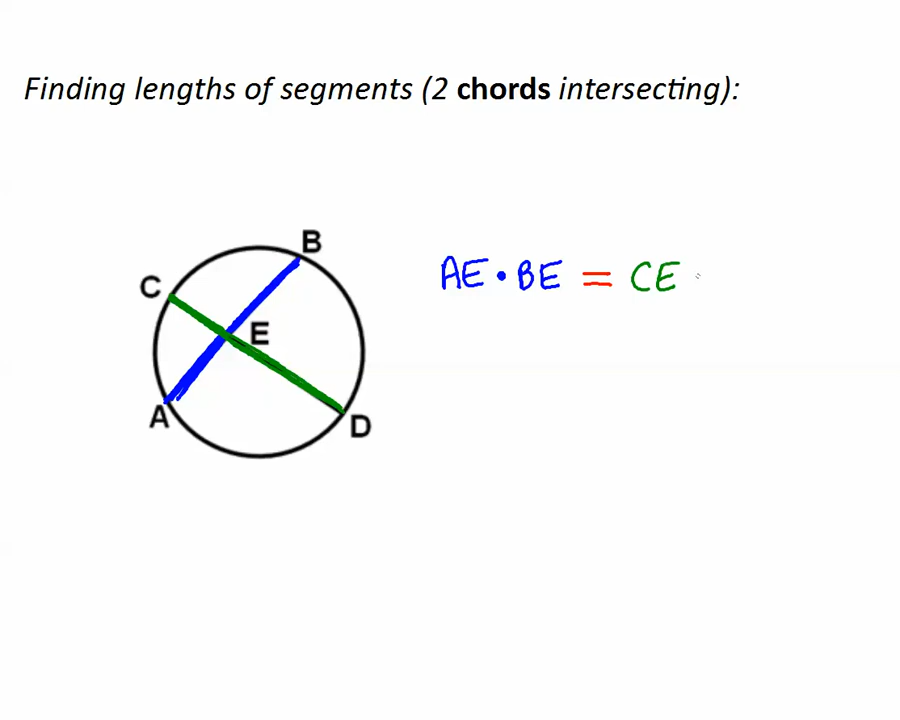 Finding lengths of segments (2 chords intersecting):
B
AE • BE = CE
C
E
A
D